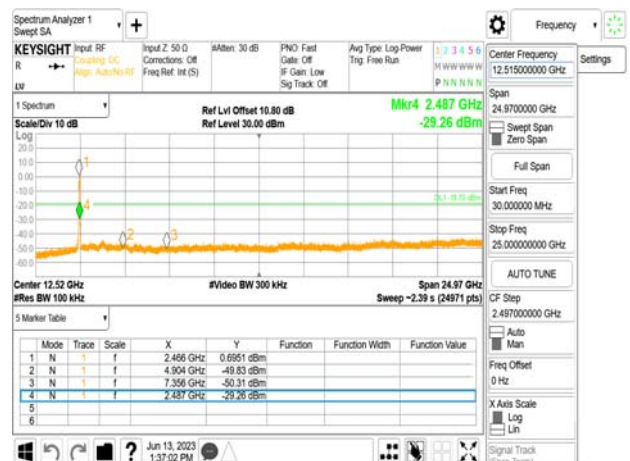 Spectrum Analyzer 1
Swept SA
Frequency
KEYSIGHT
Input: RF
Coupling: DC
Align: Auto/No RF
Input Z: 50 Ω
Corrections: Off
Freq Ref: Int (S)
#Atten: 30 dB
PNO: Fast
Gate: Off
IF Gain: Low
Sig Track: Off
Avg Type: Log-Power
Trig: Free Run
1 2 3 4 5 6
M W W W W W
P N N N N N
R
LW
Center Frequency
12.515000000 GHz
Settings
1 Spectrum
Ref Lvl Offset 10.80 dB
Mkr4 2.487 GHz
Scale/Div 10 dB
Ref Level 30.00 dBm
-29.26 dBm
Log
20.0
10.0
0.00
-10.0
-20.0
-30.0
-40.0
-50.0
-60.0
1
4
2
3
Center 12.52 GHz
#Video BW 300 kHz
Span 24.97 GHz
#Res BW 100 kHz
Sweep ~2.39 s (24971 pts)
Span
24.9700000 GHz
Swept Span
Zero Span
Full Span
Start Freq
30.000000 MHz
Stop Freq
25.000000000 GHz
AUTO TUNE
CF Step
2.497000000 GHz
Auto
Man
Freq Offset
0 Hz
X Axis Scale
Log
Lin
Signal Track
5 Marker Table
Mode Trace Scale X Y Function Function Width Function Value
1 N 1 f 2.466 GHz 0.6951 dBm
2 N 1 f 4.904 GHz -49.83 dBm
3 N 1 f 7.356 GHz -50.31 dBm
4 N 1 f 2.487 GHz -29.26 dBm
5
6
?
Jun 13, 2023
1:37:02 PM